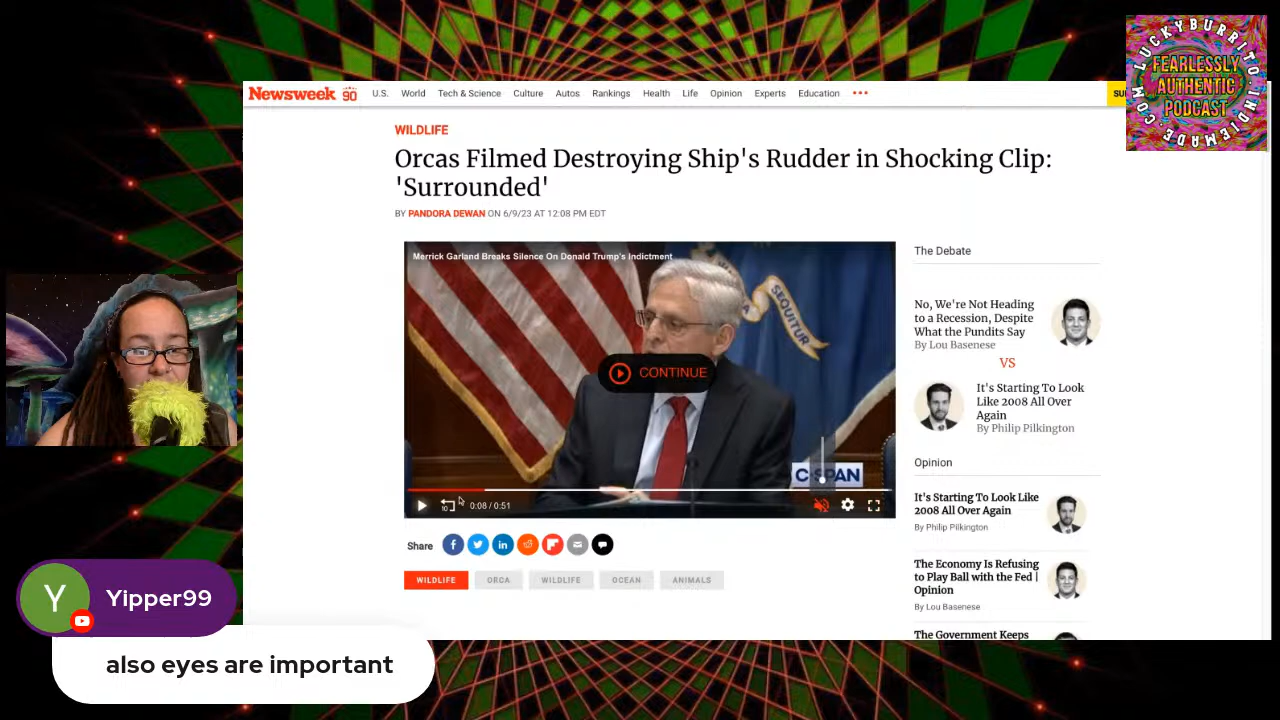 Newsweek 90 U.S. World Tech & Science Culture Autos Rankings Health Life Opinion Experts Education
LUCKYBURRITO.INDIEMADE.COM
FEARLESSLY
AUTHENTIC
PODCAST
WILDLIFE
Orcas Filmed Destroying Ship's Rudder in Shocking Clip:
'Surrounded'
BY PANDORA DEWAN ON 6/9/23 AT 12:08 PM EDT
Merrick Garland Breaks Silence On Donald Trump's Indictment
SEQUITUR
CONTINUE
C-SPAN
10 0:08 / 0:51
Share
WILDLIFE ORCA WILDLIFE OCEAN ANIMALS
The Debate
No, We're Not Heading
to a Recession, Despite
What the Pundits Say
By Lou Basenese
VS
It's Starting To Look
Like 2008 All Over
Again
By Philip Pilkington
Opinion
It's Starting To Look Like
2008 All Over Again
By Philip Pilkington
The Economy Is Refusing
to Play Ball with the Fed |
Opinion
By Lou Basenese
The Government Keeps
Y Yipper99
also eyes are important